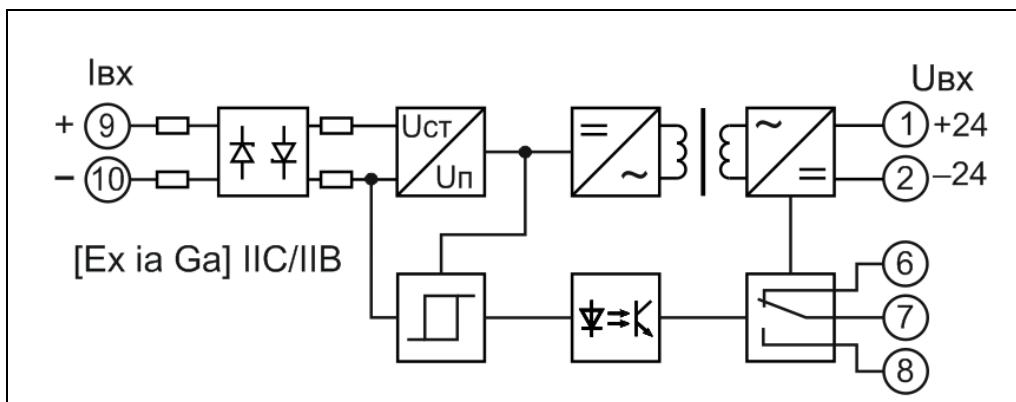 Iвх
Uвх
+ 9
Uст
= 
~
~
1 +24
− 10
Uп
=
2 −24
[Ex ia Ga] IIC/IIB
6
7
8